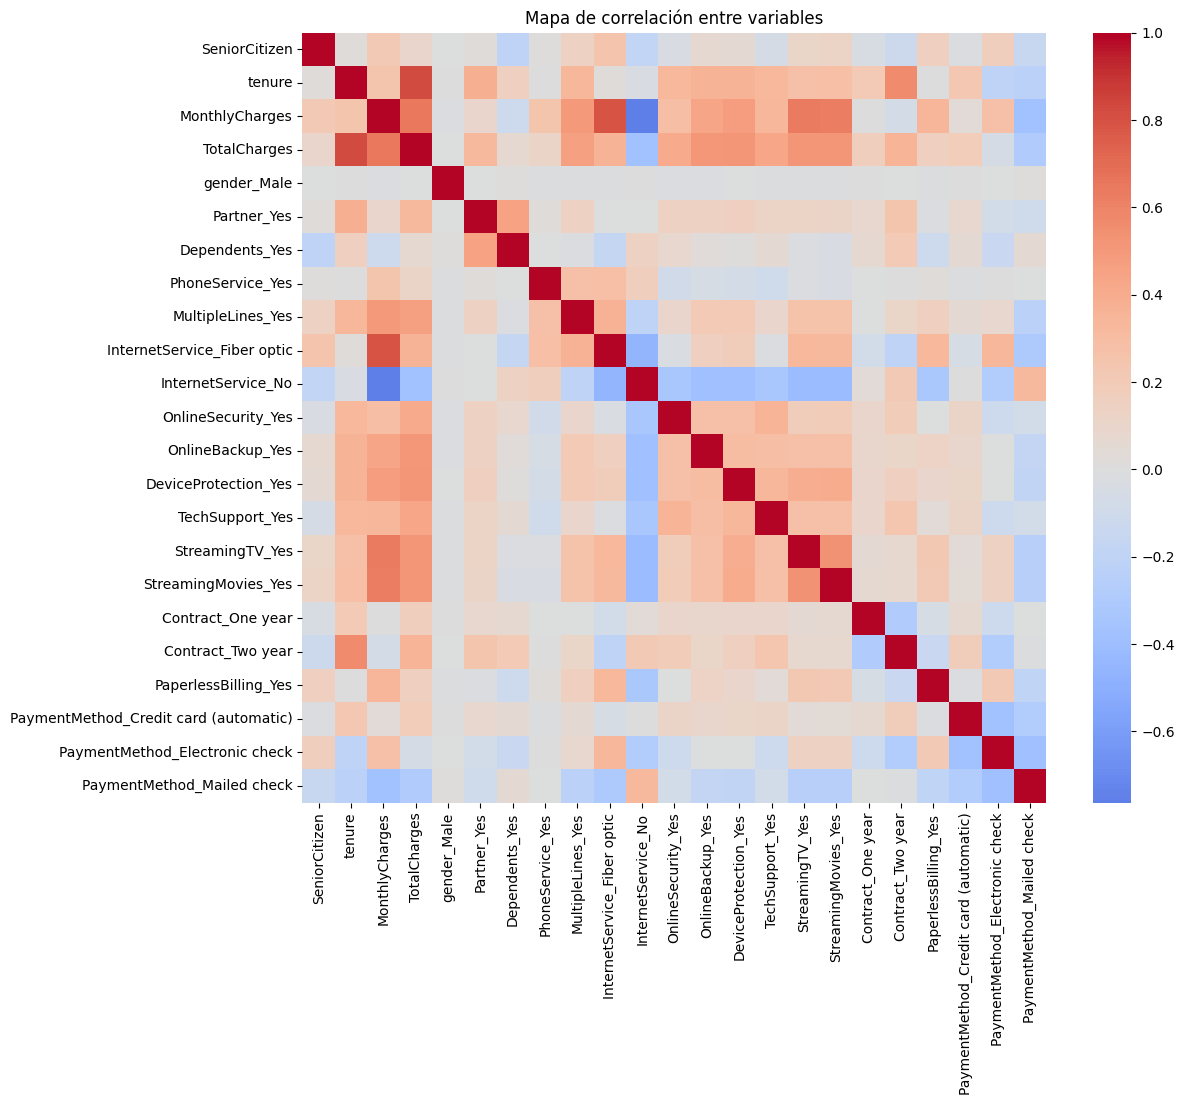 Mapa de correlación entre variables
SeniorCitizen
tenure
MonthlyCharges
TotalCharges
gender_Male
Partner_Yes
Dependents_Yes
PhoneService_Yes
MultipleLines_Yes
InternetService_Fiber optic
InternetService_No
OnlineSecurity_Yes
OnlineBackup_Yes
DeviceProtection_Yes
TechSupport_Yes
StreamingTV_Yes
StreamingMovies_Yes
Contract_One year
Contract_Two year
PaperlessBilling_Yes
PaymentMethod_Credit card (automatic)
PaymentMethod_Electronic check
PaymentMethod_Mailed check
SeniorCitizen
tenure
MonthlyCharges
TotalCharges
gender_Male
Partner_Yes
Dependents_Yes
PhoneService_Yes
MultipleLines_Yes
InternetService_Fiber optic
InternetService_No
OnlineSecurity_Yes
OnlineBackup_Yes
DeviceProtection_Yes
TechSupport_Yes
StreamingTV_Yes
StreamingMovies_Yes
Contract_One year
Contract_Two year
PaperlessBilling_Yes
PaymentMethod_Credit card (automatic)
PaymentMethod_Electronic check
PaymentMethod_Mailed check
1.0
0.8
0.6
0.4
0.2
0.0
−0.2
−0.4
−0.6